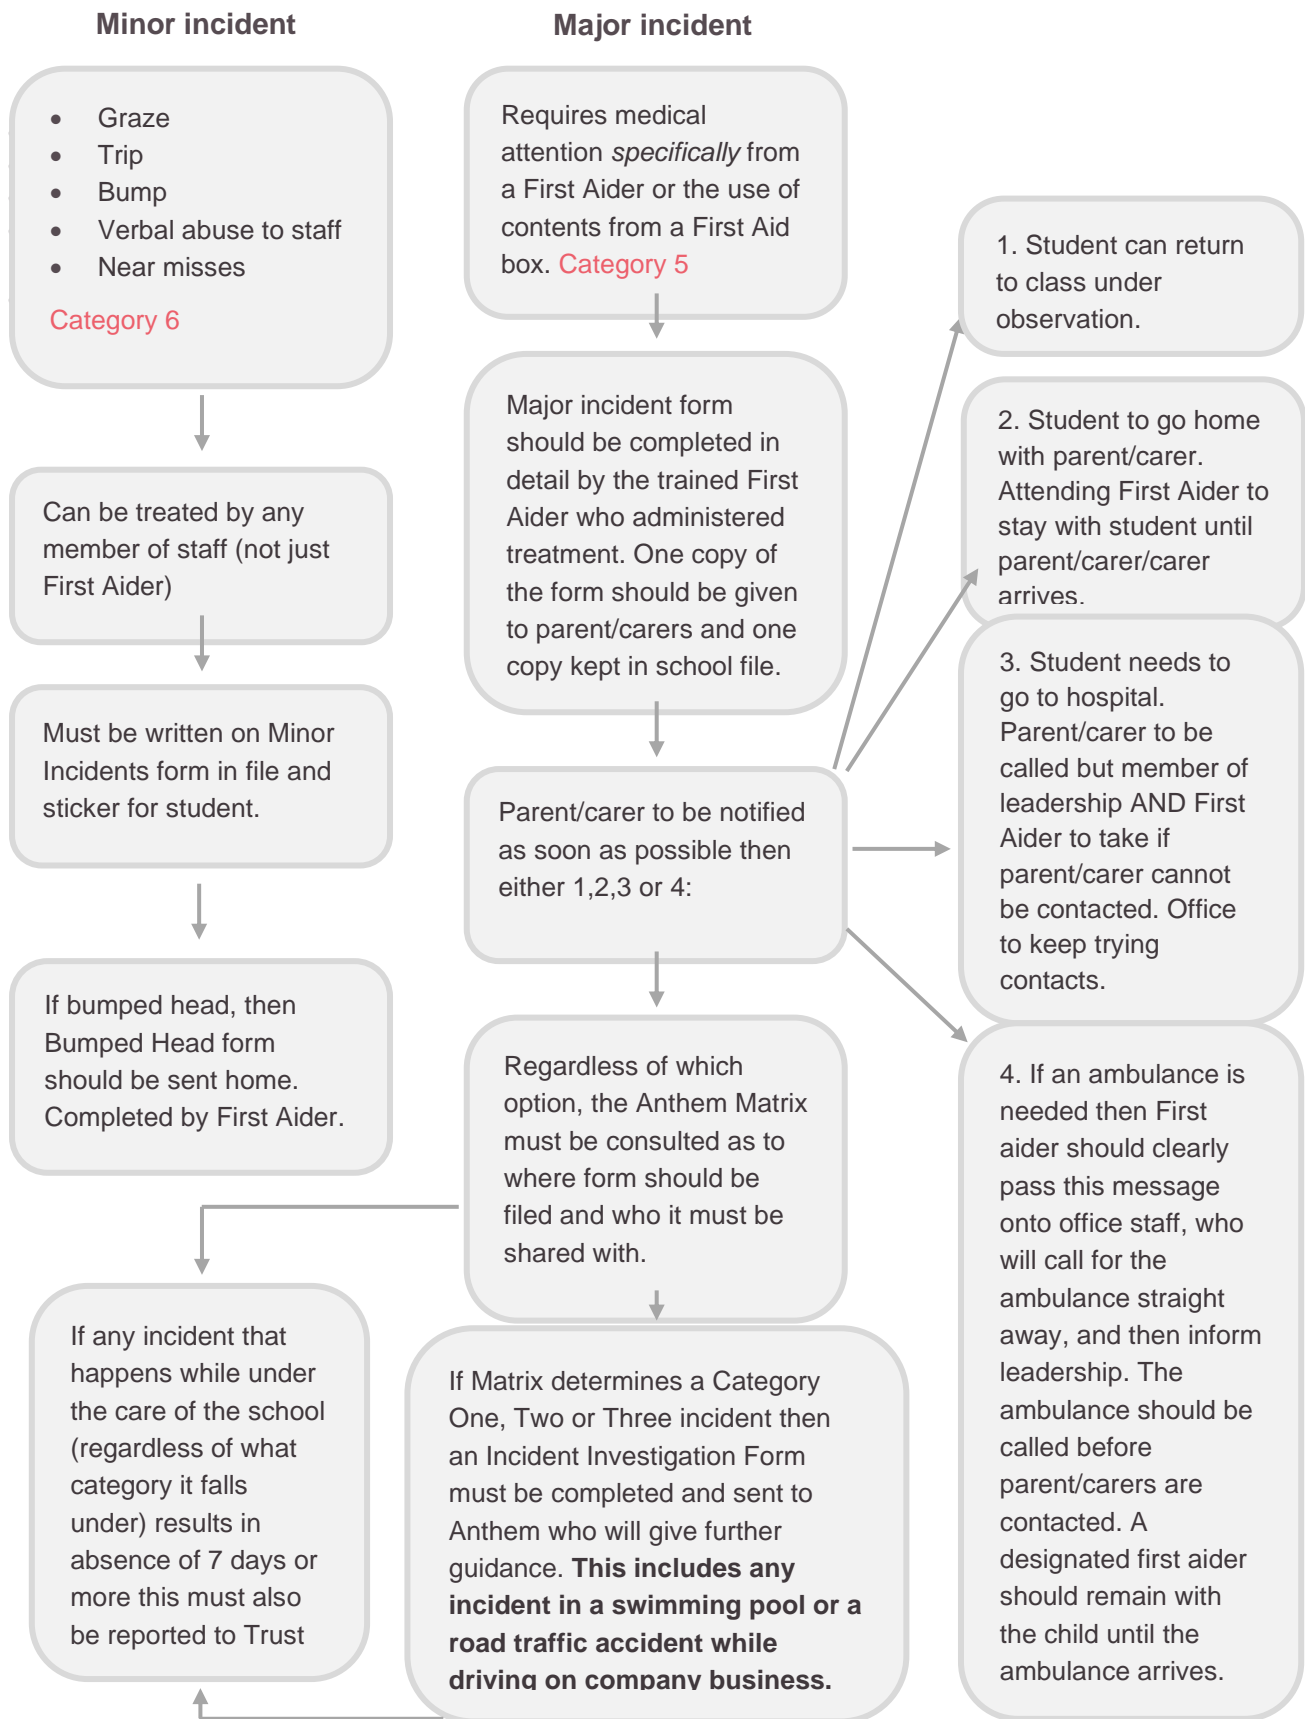 Minor incident
• Graze
• Trip
• Bump
• Verbal abuse to staff
• Near misses
Category 6
Can be treated by any
member of staff (not just
First Aider)
Must be written on Minor
Incidents form in file and
sticker for student.
If bumped head, then
Bumped Head form
should be sent home.
Completed by First Aider.
Major incident
Requires medical
attention specifically from
a First Aider or the use of
contents from a First Aid
box. Category 5
Major incident form
should be completed in
detail by the trained First
Aider who administered
treatment. One copy of
the form should be given
to parent/carers and one
copy kept in school file.
Parent/carer to be notified
as soon as possible then
either 1,2,3 or 4:
1. Student can return
to class under
observation.
2. Student to go home
with parent/carer.
Attending First Aider to
stay with student until
parent/carer/carer
arrives.
3. Student needs to
go to hospital.
Parent/carer to be
called but member of
leadership AND First
Aider to take if
parent/carer cannot
be contacted. Office
to keep trying
contacts.
4. If an ambulance is
needed then First
aider should clearly
pass this message
onto office staff, who
will call for the
ambulance straight
away, and then inform
leadership. The
ambulance should be
called before
parent/carers are
contacted. A
designated first aider
should remain with
the child until the
ambulance arrives.
Regardless of which
option, the Anthem Matrix
must be consulted as to
where form should be
filed and who it must be
shared with.
If any incident that
happens while under
the care of the school
(regardless of what
category it falls
under) results in
absence of 7 days or
more this must also
be reported to Trust
If Matrix determines a Category
One, Two or Three incident then
an Incident Investigation Form
must be completed and sent to
Anthem who will give further
guidance. This includes any
incident in a swimming pool or a
road traffic accident while
driving on company business.